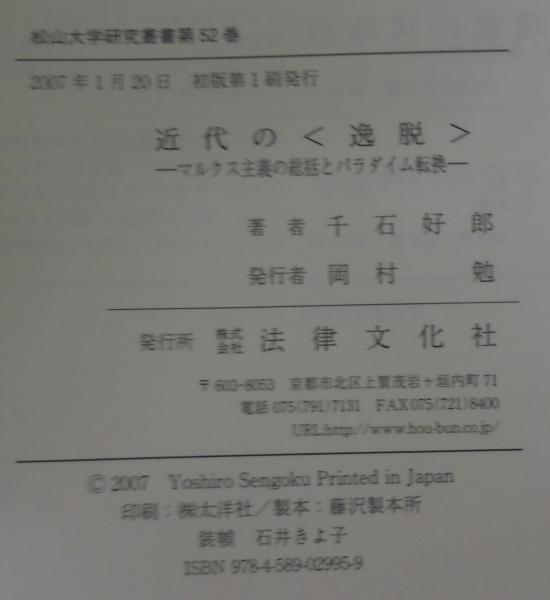 松山大学研究叢書第52巻
2007年1月20日 初版第1刷発行
近代の＜逸脱＞
―マルクス主義の総括とパラダイム転換―
著者 千石好郎
発行者 岡村 勉
発行所 株式会社 法律文化社
〒603-8053 京都市北区上賀茂岩ヶ垣内町71
電話 075(791)7131 FAX 075(721)8400
URL:http://www.hou-bun.co.jp/
©2007 Yoshiro Sengoku Printed in Japan
印刷：㈱太洋社／製本：藤沢製本所
装幀 石井きよ子
ISBN 978-4-589-02995-9